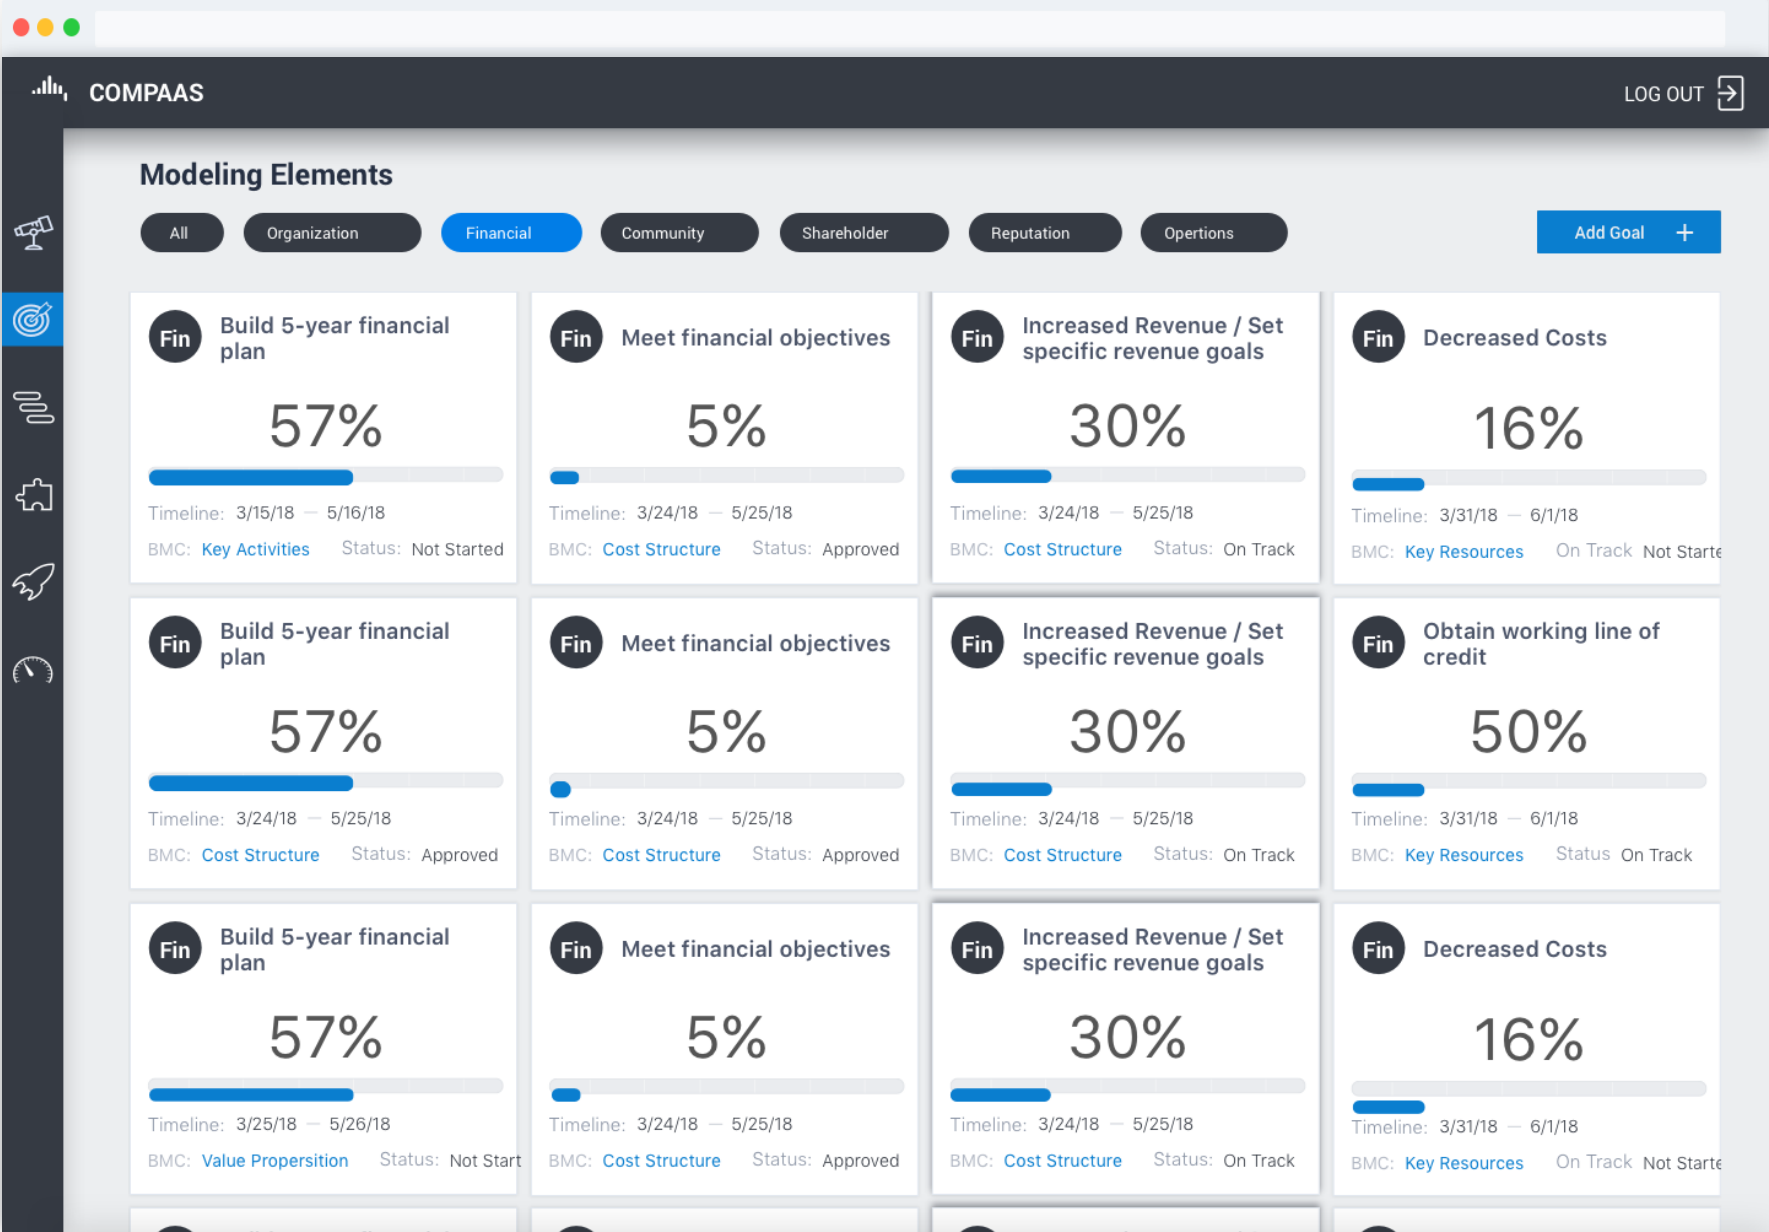 COMPAAS
LOG OUT
Modeling Elements
All Organization Financial Community Shareholder Reputation Opertions Add Goal +
Fin Build 5-year financial
plan
57%
Timeline: 3/15/18 – 5/16/18
BMC: Key Activities Status: Not Started
Fin Meet financial objectives
5%
Timeline: 3/24/18 – 5/25/18
BMC: Cost Structure Status: Approved
Fin Increased Revenue / Set
specific revenue goals
30%
Timeline: 3/24/18 – 5/25/18
BMC: Cost Structure Status: On Track
Fin Decreased Costs
16%
Timeline: 3/31/18 – 6/1/18
BMC: Key Resources On Track Not Starte
Fin Build 5-year financial
plan
57%
Timeline: 3/24/18 – 5/25/18
BMC: Cost Structure Status: Approved
Fin Meet financial objectives
5%
Timeline: 3/24/18 – 5/25/18
BMC: Cost Structure Status: Approved
Fin Increased Revenue / Set
specific revenue goals
30%
Timeline: 3/24/18 – 5/25/18
BMC: Cost Structure Status: On Track
Fin Obtain working line of
credit
50%
Timeline: 3/31/18 – 6/1/18
BMC: Key Resources Status On Track
Fin Build 5-year financial
plan
57%
Timeline: 3/25/18 – 5/26/18
BMC: Value Propersition Status: Not Start
Fin Meet financial objectives
5%
Timeline: 3/24/18 – 5/25/18
BMC: Cost Structure Status: Approved
Fin Increased Revenue / Set
specific revenue goals
30%
Timeline: 3/24/18 – 5/25/18
BMC: Cost Structure Status: On Track
Fin Decreased Costs
16%
Timeline: 3/31/18 – 6/1/18
BMC: Key Resources On Track Not Starte